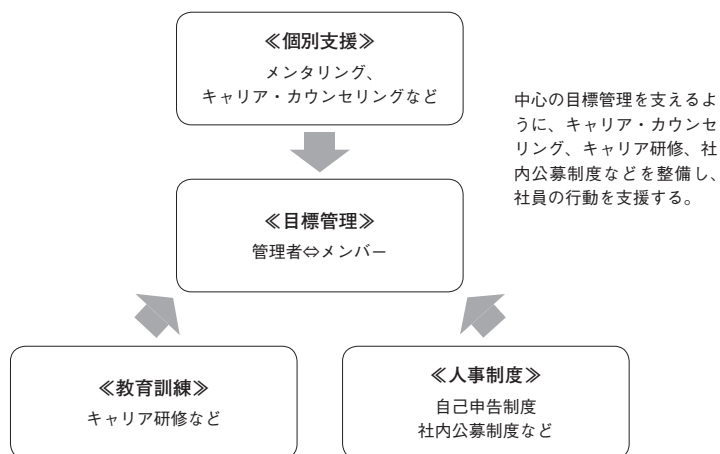 ≪個別支援≫
メンタリング、
キャリア・カウンセリングなど
中心の目標管理を支えるよ
うに、キャリア・カウンセ
リング、キャリア研修、社
内公募制度などを整備し、
社員の行動を支援する。
≪目標管理≫
管理者⇔メンバー
≪教育訓練≫
キャリア研修など
≪人事制度≫
自己申告制度
社内公募制度など